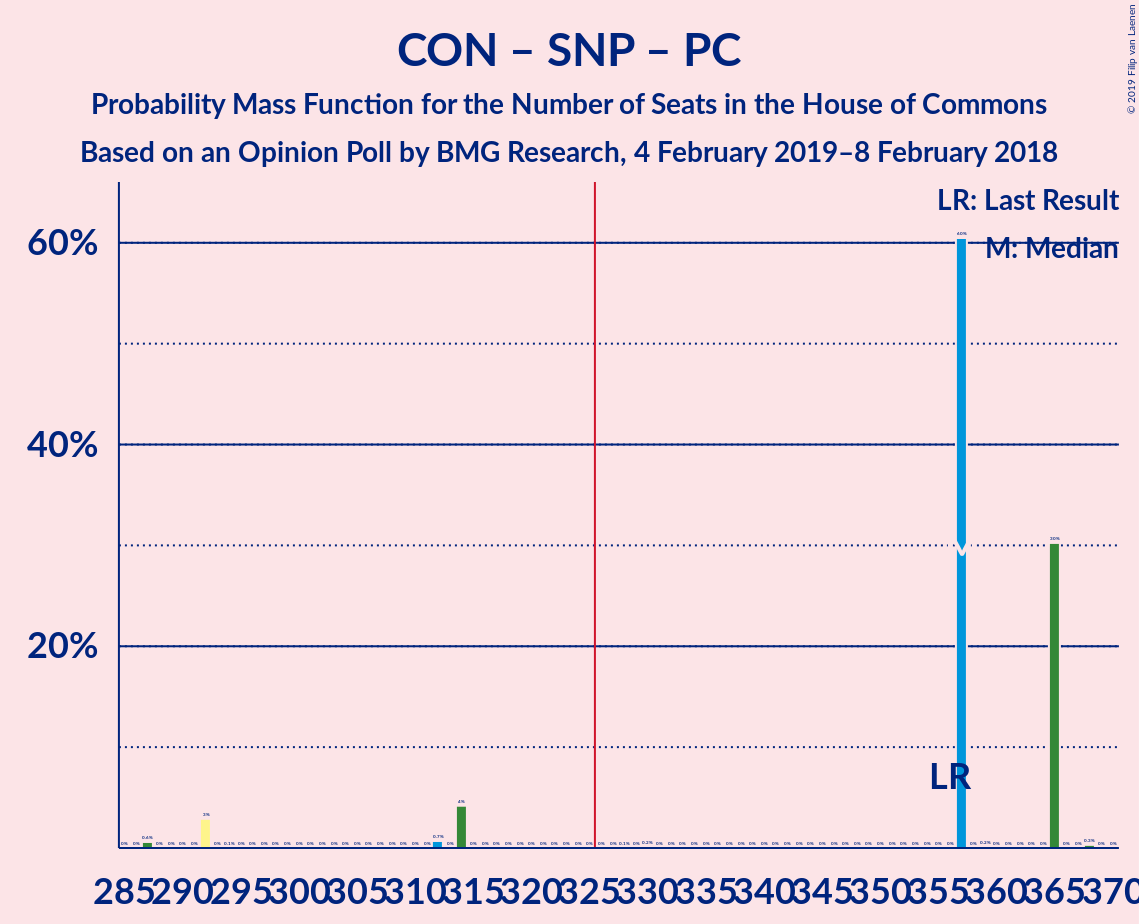 CON – SNP – PC
Probability Mass Function for the Number of Seats in the House of Commons
Based on an Opinion Poll by BMG Research, 4 February 2019–8 February 2018
© 2019 Filip van Laenen
LR: Last Result
M: Median
60%
40%
20%
LR
285 290 295 300 305 310 315 320 325 330 335 340 345 350 355 360 365 370